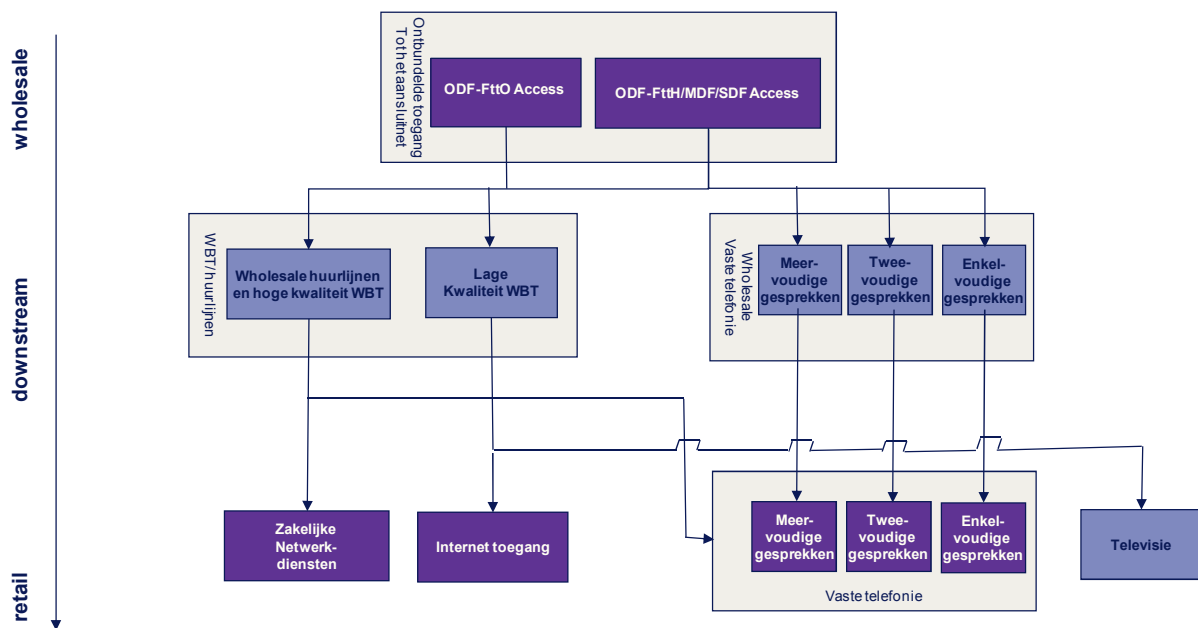 wholesale
Ontbundelde toegang
Tot het aansluitnet
ODF-FttO Access
ODF-FttH/MDF/SDF Access
downstream
WBT/huurlijnen
Wholesale huurlijnen
en hoge kwaliteit WBT
Lage
Kwaliteit WBT
Wholesale
Vaste telefonie
Meer-
voudige
gesprekken
Twee-
voudige
gesprekken
Enkel-
voudige
gesprekken
retail
Zakelijke
Netwerk-
diensten
Internet toegang
Meer-
voudige
gesprekken
Twee-
voudige
gesprekken
Enkel-
voudige
gesprekken
Vaste telefonie
Televisie